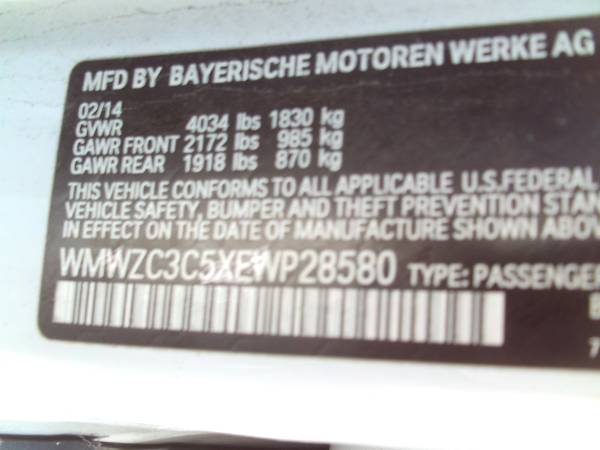 MFD BY BAYERISCHE MOTOREN WERKE AG
02/14
GVWR 4034 lbs 1830 kg
GAWR FRONT 2172 lbs 985 kg
GAWR REAR 1918 lbs 870 kg
THIS VEHICLE CONFORMS TO ALL APPLICABLE U.S.FEDERAL
VEHICLE SAFETY, BUMPER AND THEFT PREVENTION STAN
IN EFFECT ON THE DATE OF MANUFACTURE SHOWN ABOV
WMWZC3C5XEWP28580 TYPE: PASSENGER